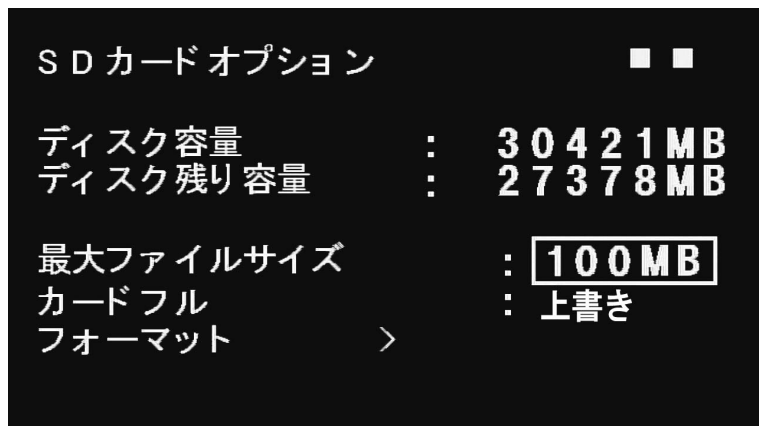 SDカードオプション ■ ■
ディスク容量 : 30421MB
ディスク残り容量 : 27378MB
最大ファイルサイズ : 100MB
カードフル : 上書き
フォーマット >